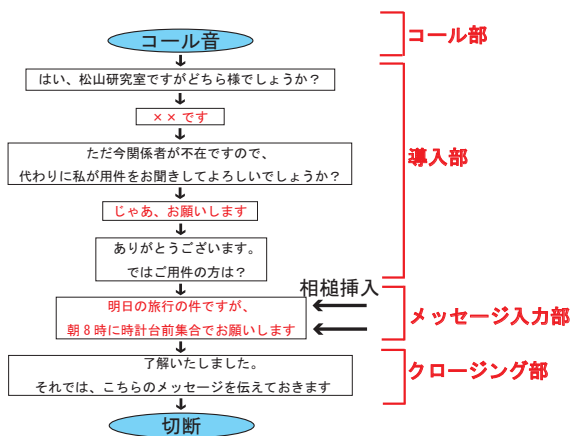 コール音
コール部
はい、松山研究室ですがどちら様でしょうか？
××です
ただ今関係者が不在ですので、
代わりに私が用件をお聞きしてよろしいでしょうか？
導入部
じゃあ、お願いします
ありがとうございます。
ではご用件の方は？
相槌挿入
明日の旅行の件ですが、
朝８時に時計台前集合でお願いします
メッセージ入力部
了解いたしました。
それでは、こちらのメッセージを伝えておきます
クロージング部
切断